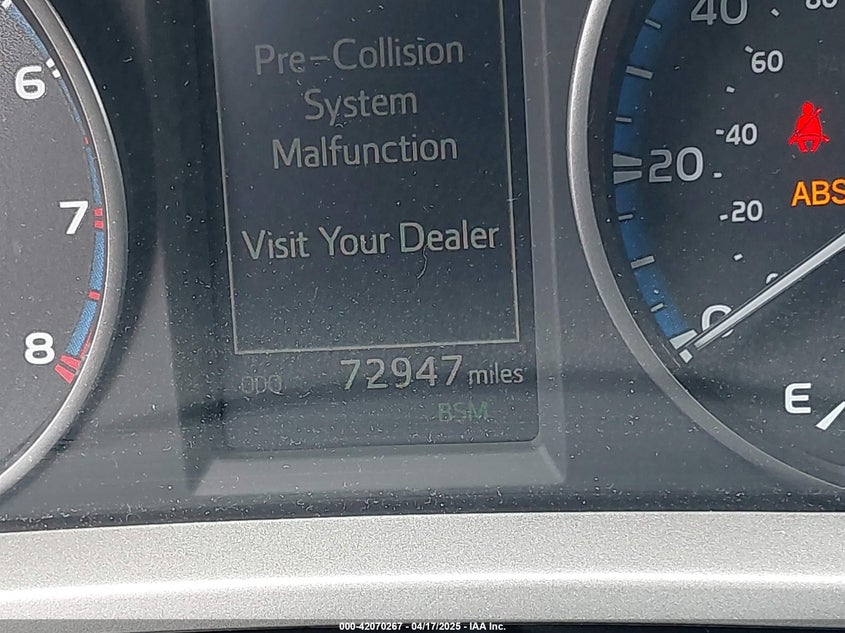 Pre-Collision
System
Malfunction
Visit Your Dealer
ODO 72947 miles
BSM
6
7
8
40
60
40
20
20
0
ABS
E
000-42070267 - 04/17/2025 - IAA Inc.